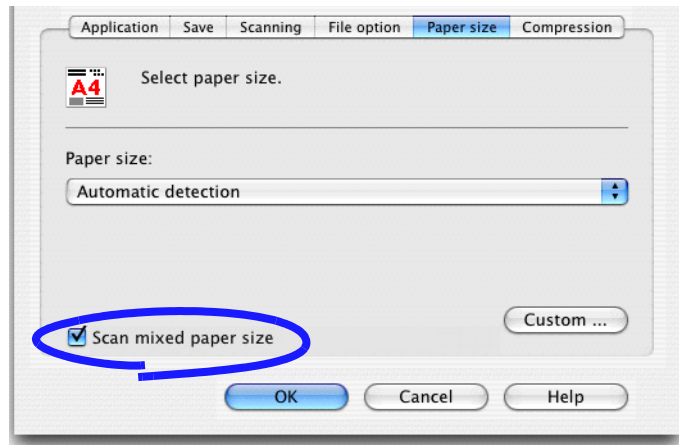 Application Save Scanning File option Paper size Compression
A4
Select paper size.
Paper size:
Automatic detection
Custom ...
Scan mixed paper size
OK Cancel Help